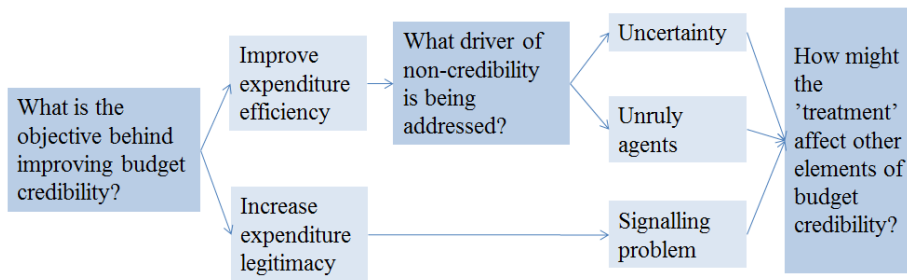 What is the
objective behind
improving budget
credibility?
Improve
expenditure
efficiency
Increase
expenditure
legitimacy
What driver of
non-credibility
is being
addressed?
Uncertainty
Unruly
agents
Signalling
problem
How might
the
’treatment’
affect other
elements of
budget
credibility?